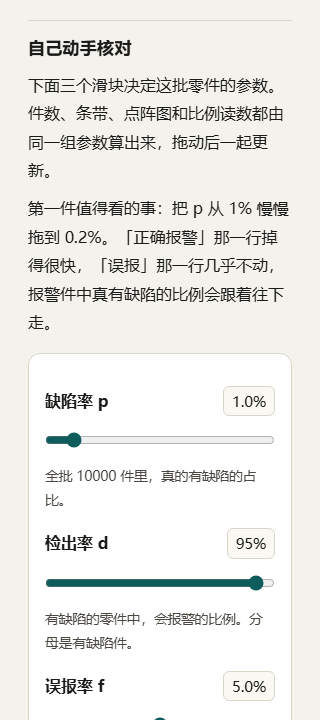 自己动手核对
下面三个滑块决定这批零件的参数。
件数、条带、点阵图和比例读数都由
同一组参数算出来，拖动后一起更
新。
第一件值得看的事：把 p 从 1% 慢慢
拖到 0.2%。「正确报警」那一行掉
得很快，「误报」那一行几乎不动，
报警件中真有缺陷的比例会跟着往下
走。
缺陷率 p 1.0%
全批 10000 件里，真的有缺陷的占
比。
检出率 d 95%
有缺陷的零件中，会报警的比例。分
母是有缺陷件。
误报率 f 5.0%